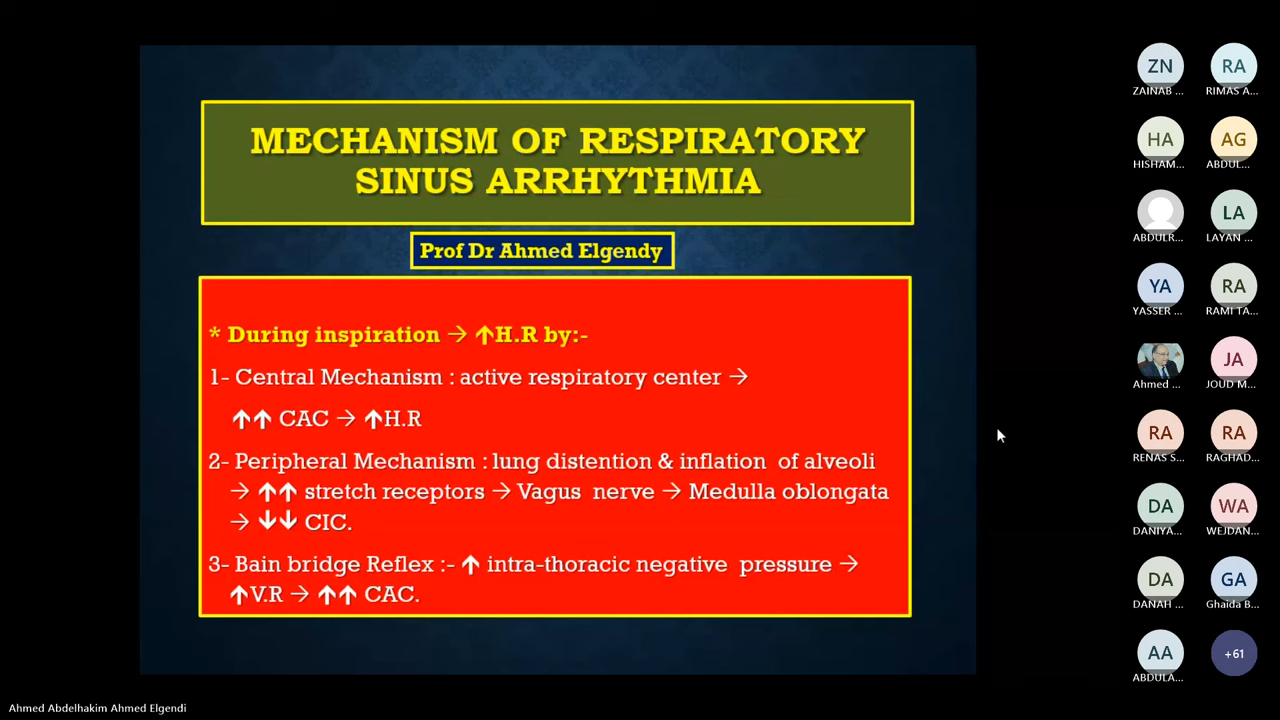 MECHANISM OF RESPIRATORY
SINUS ARRHYTHMIA
Prof Dr Ahmed Elgendy
* During inspiration → ↑H.R by:-
1- Central Mechanism : active respiratory center →
↑↑ CAC → ↑H.R
2- Peripheral Mechanism : lung distention & inflation of alveoli
→ ↑↑ stretch receptors → Vagus nerve → Medulla oblongata
→ ↓↓ CIC.
3- Bain bridge Reflex :- ↑ intra-thoracic negative pressure →
↑V.R → ↑↑ CAC.
ZN RA
ZAINAB ... RIMAS A...
HA AG
HISHAM... ABDUL...
LA
ABDULR... LAYAN ...
YA RA
YASSER ... RAMI TA...
JA
Ahmed ... JOUD M...
RA RA
RENAS S... RAGHAD...
DA WA
DANIYA... WEJDAN...
DA GA
DANAH ... Ghaida B...
AA +61
ABDULA...
Ahmed Abdelhakim Ahmed Elgendi